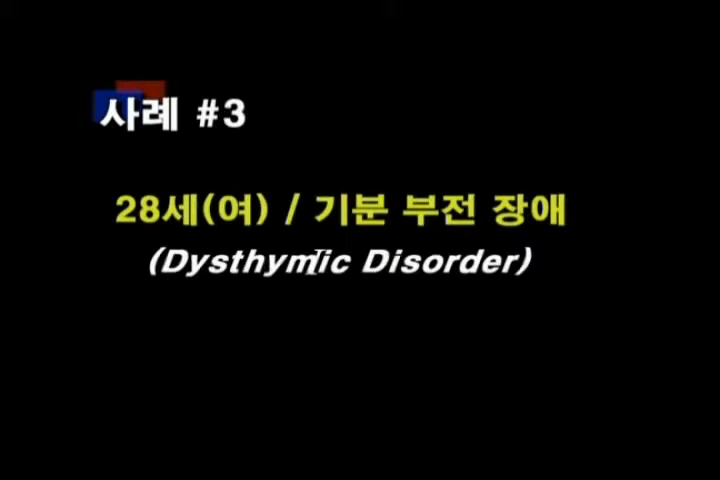 사례 #3
28세(여) / 기분 부전 장애
(Dysthymic Disorder)